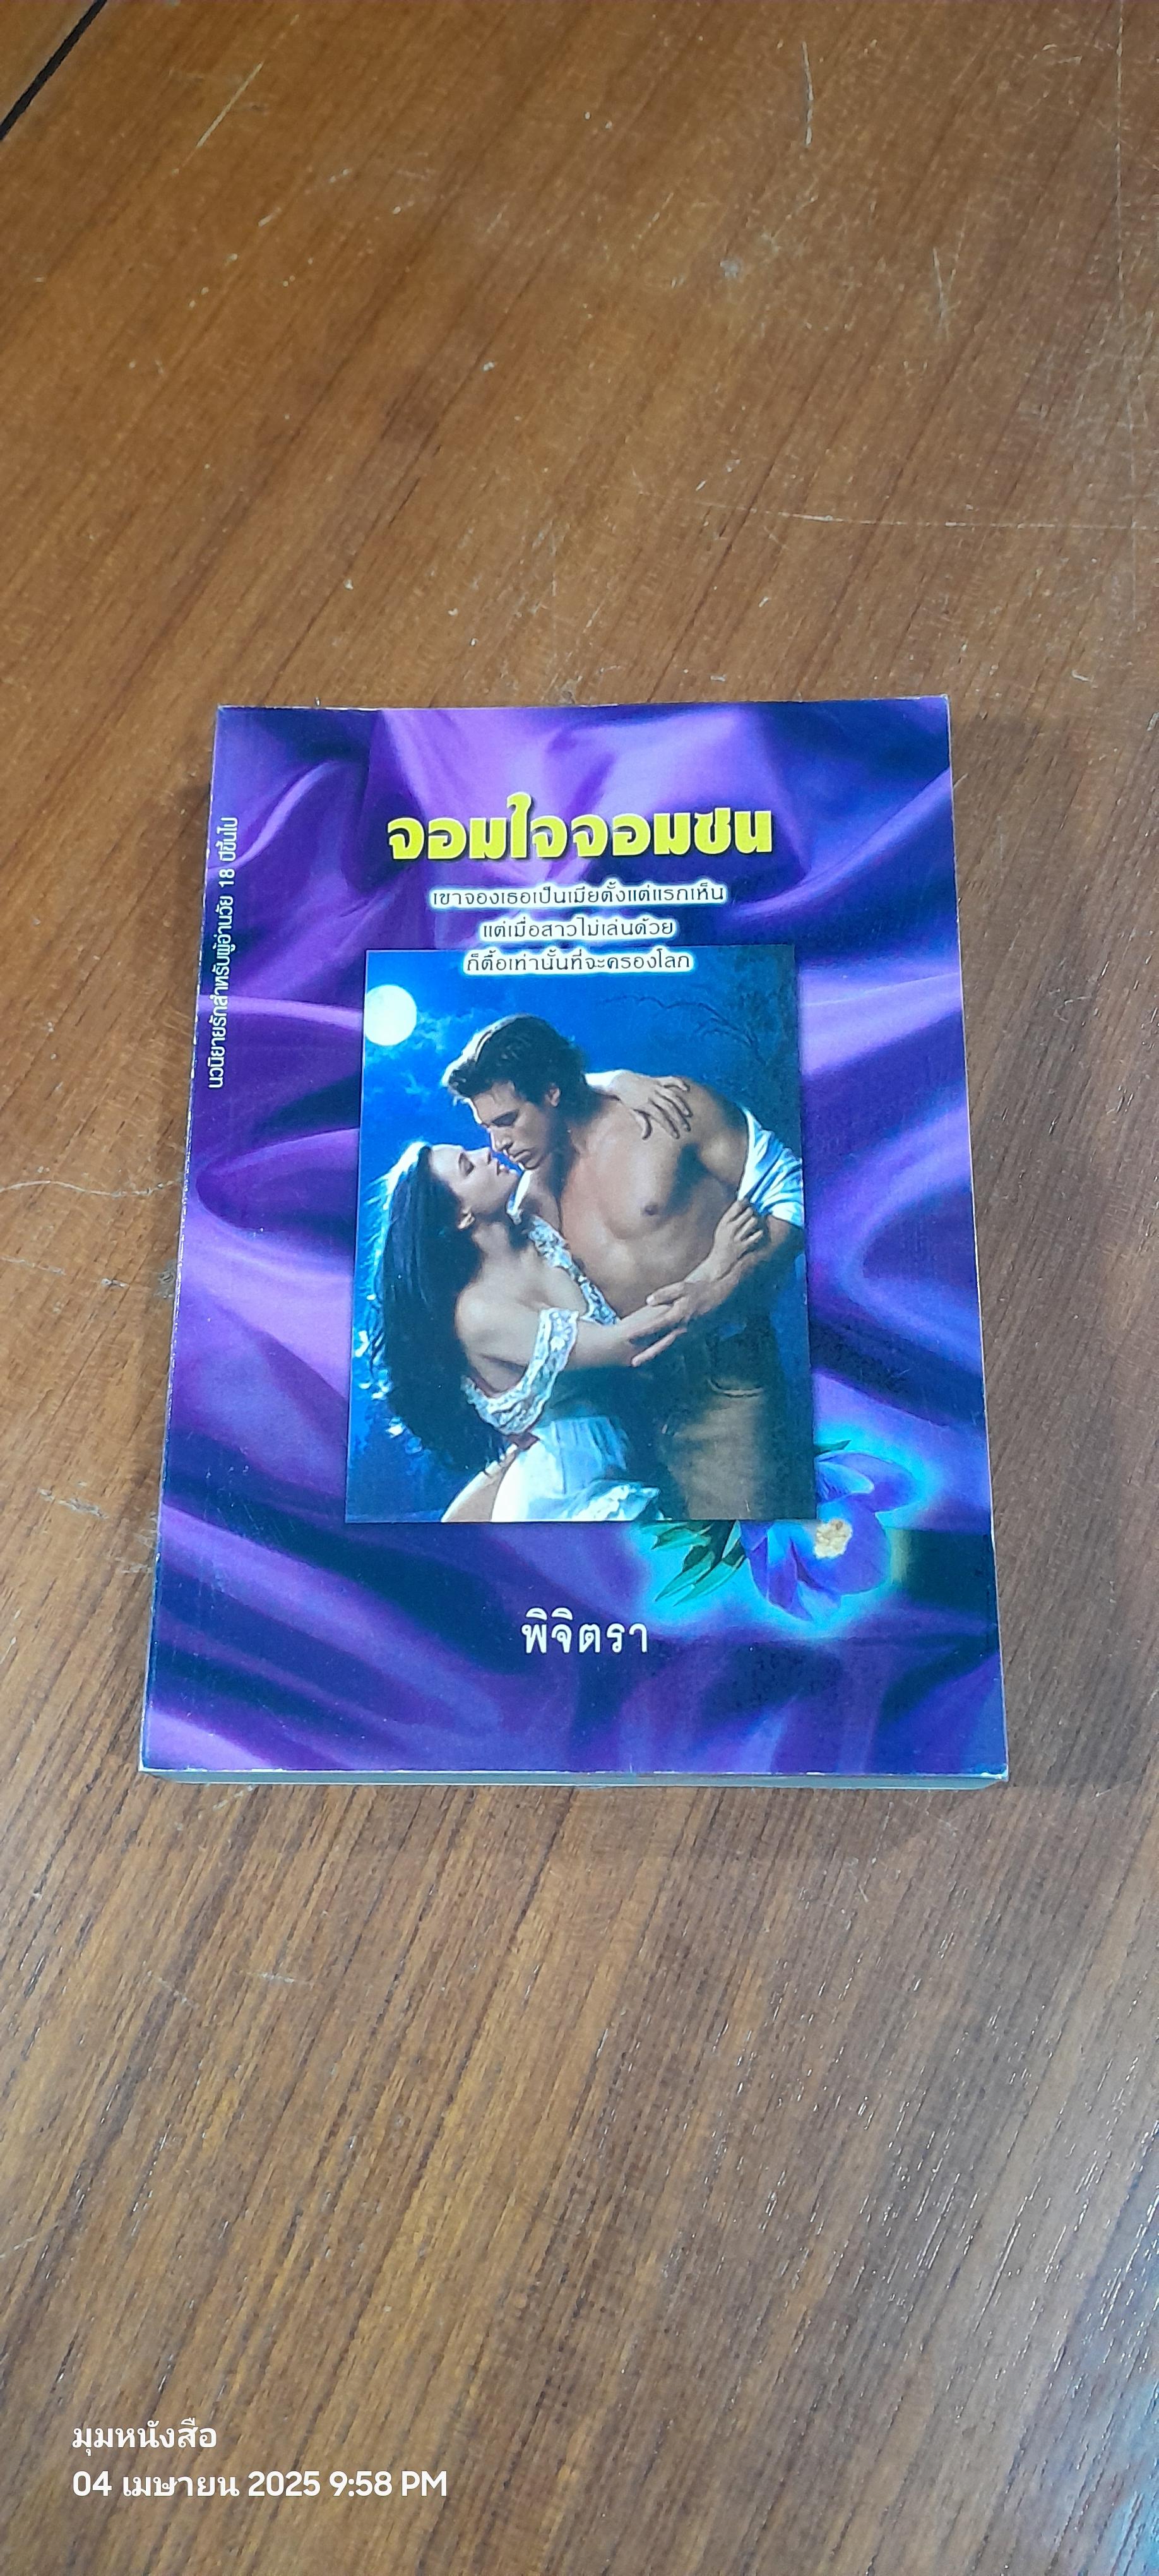 จอมใจจอมซน
เขาจองเธอเป็นเมียตั้งแต่แรกเห็น
แต่เมื่อสาวไม่เล่นด้วย
ก็ตื้อเท่านั้นที่จะครองโลก
นวนิยายรักสำหรับผู้อ่านวัย 18 ปีขึ้นไป
พิจิตรา
มุมหนังสือ
04 เมษายน 2025 9:58 PM